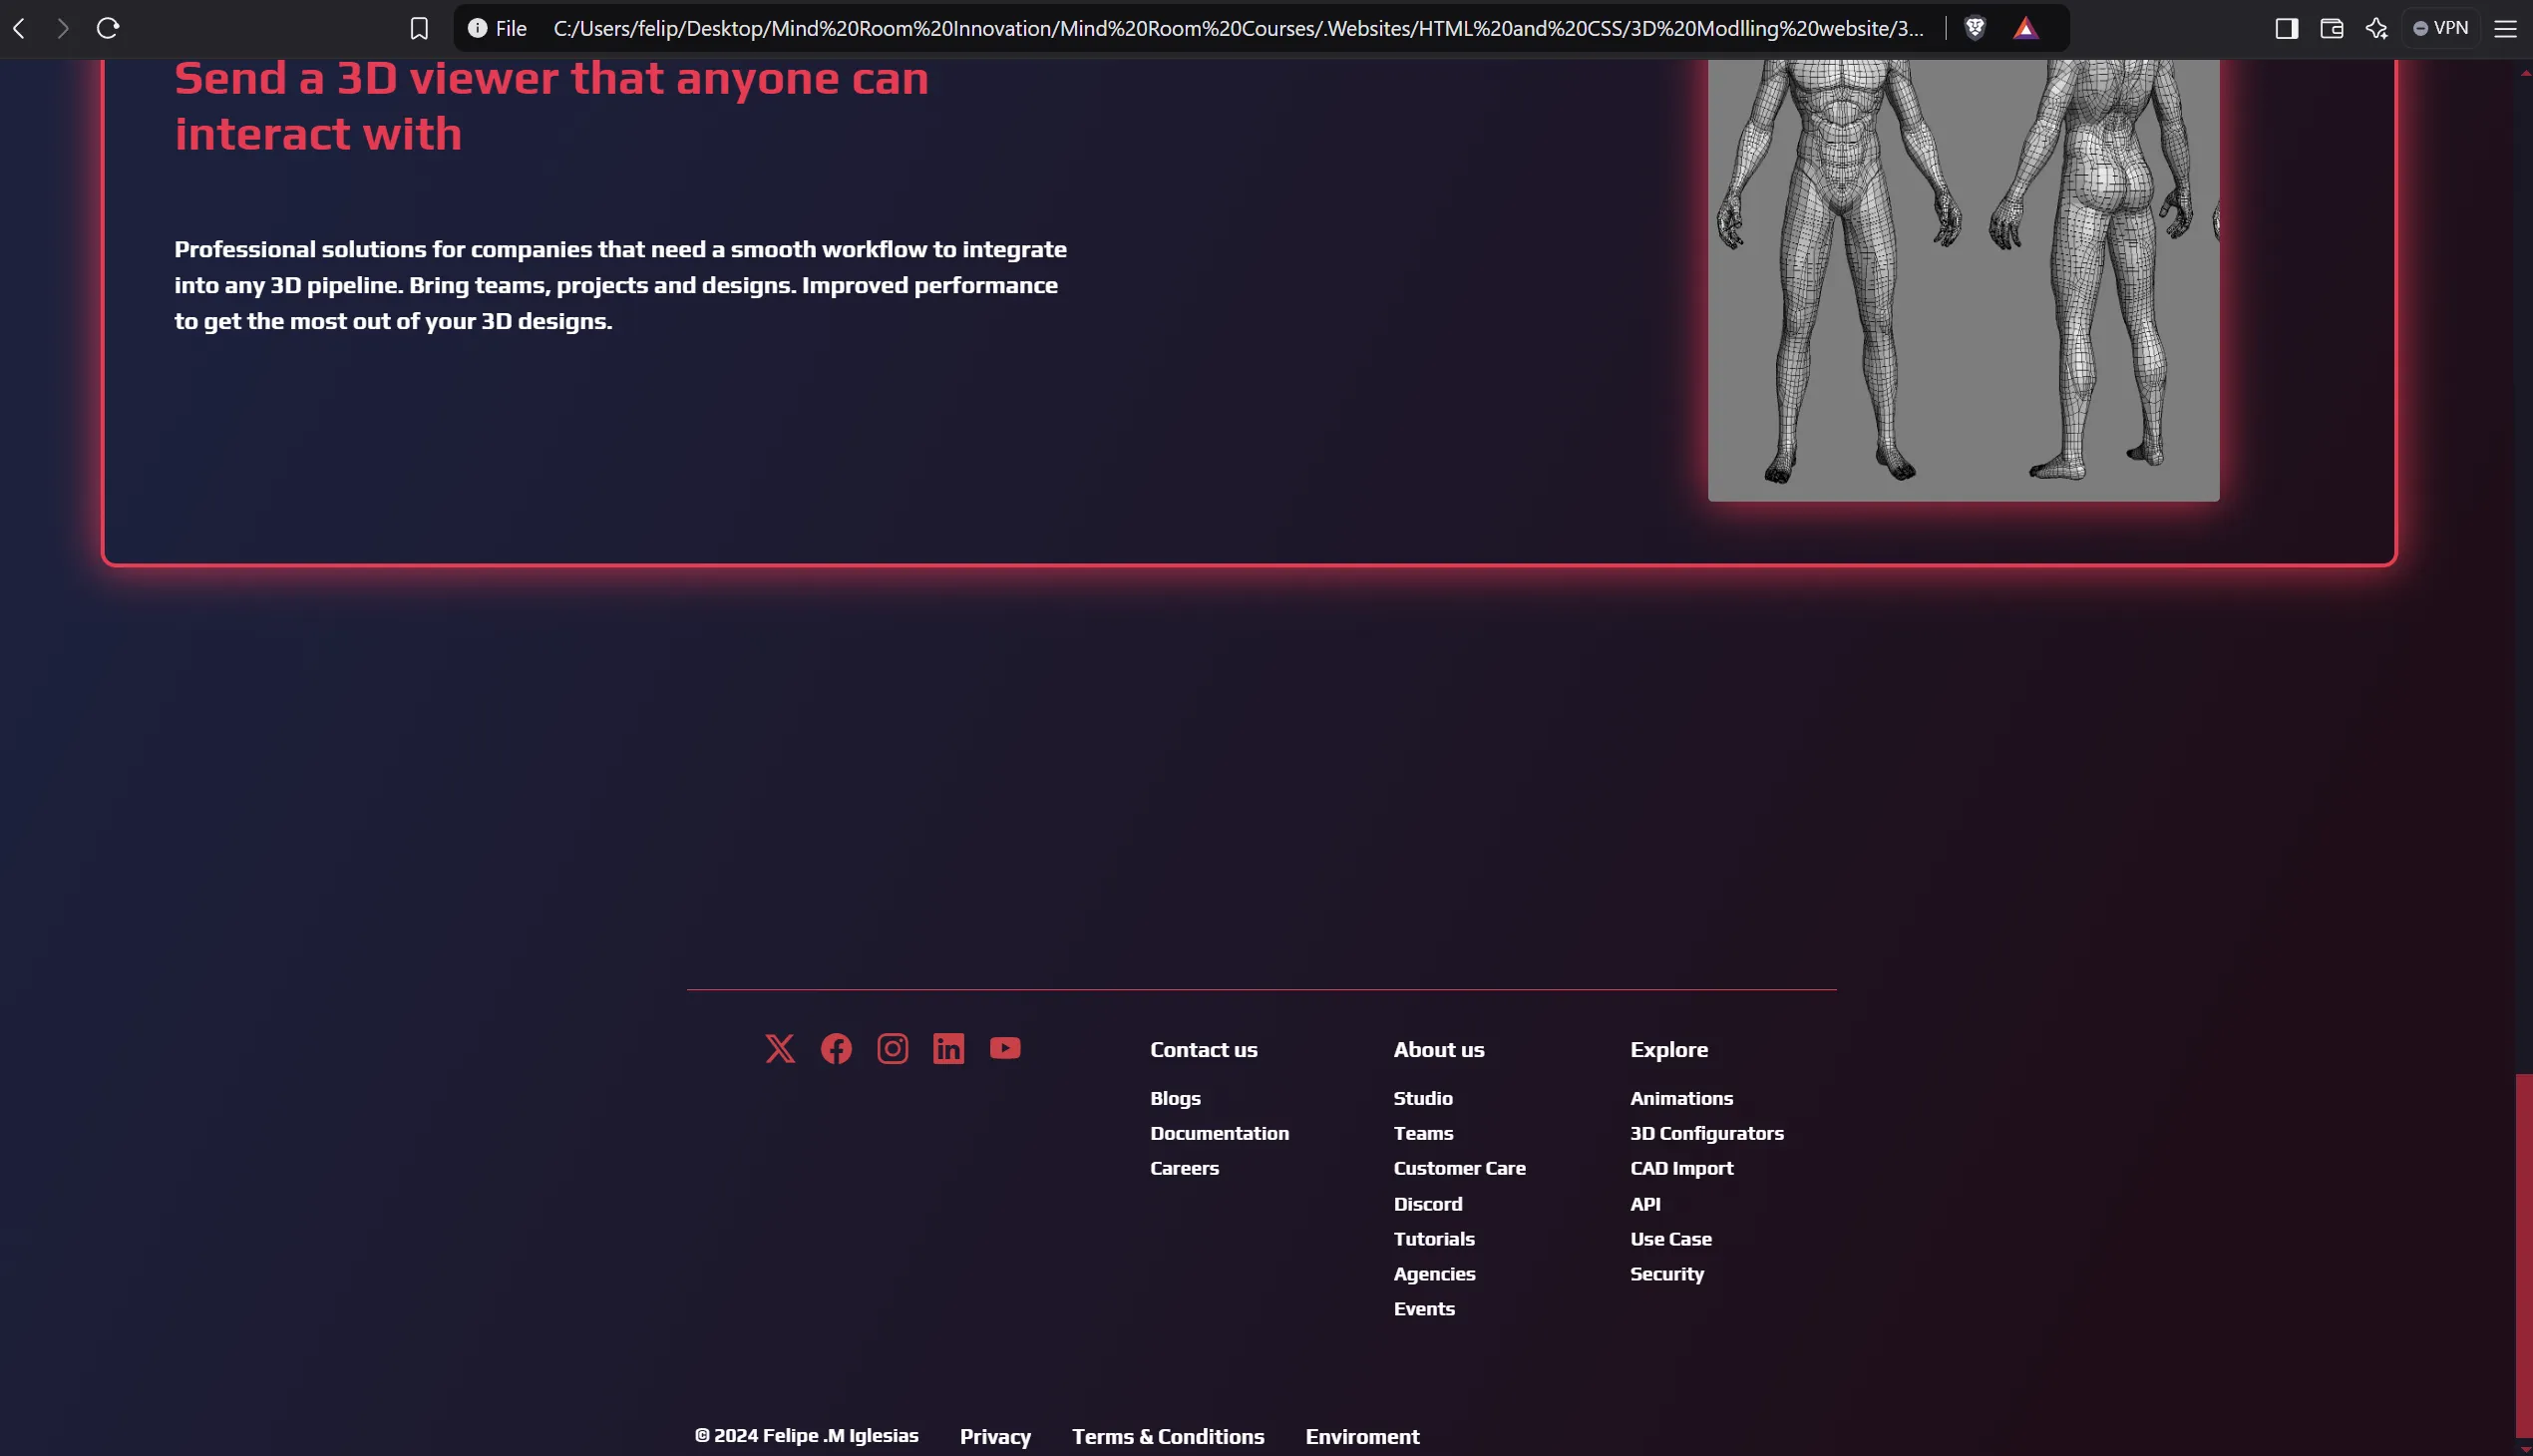 File C:/Users/felip/Desktop/Mind%20Room%20Innovation/Mind%20Room%20Courses/.Websites/HTML%20and%20CSS/3D%20Modlling%20website/3...
VPN
Send a 3D viewer that anyone can
interact with
Professional solutions for companies that need a smooth workflow to integrate
into any 3D pipeline. Bring teams, projects and designs. Improved performance
to get the most out of your 3D designs.
Contact us
Blogs
Documentation
Careers
About us
Studio
Teams
Customer Care
Discord
Tutorials
Agencies
Events
Explore
Animations
3D Configurators
CAD Import
API
Use Case
Security
© 2024 Felipe .M Iglesias Privacy Terms & Conditions Enviroment